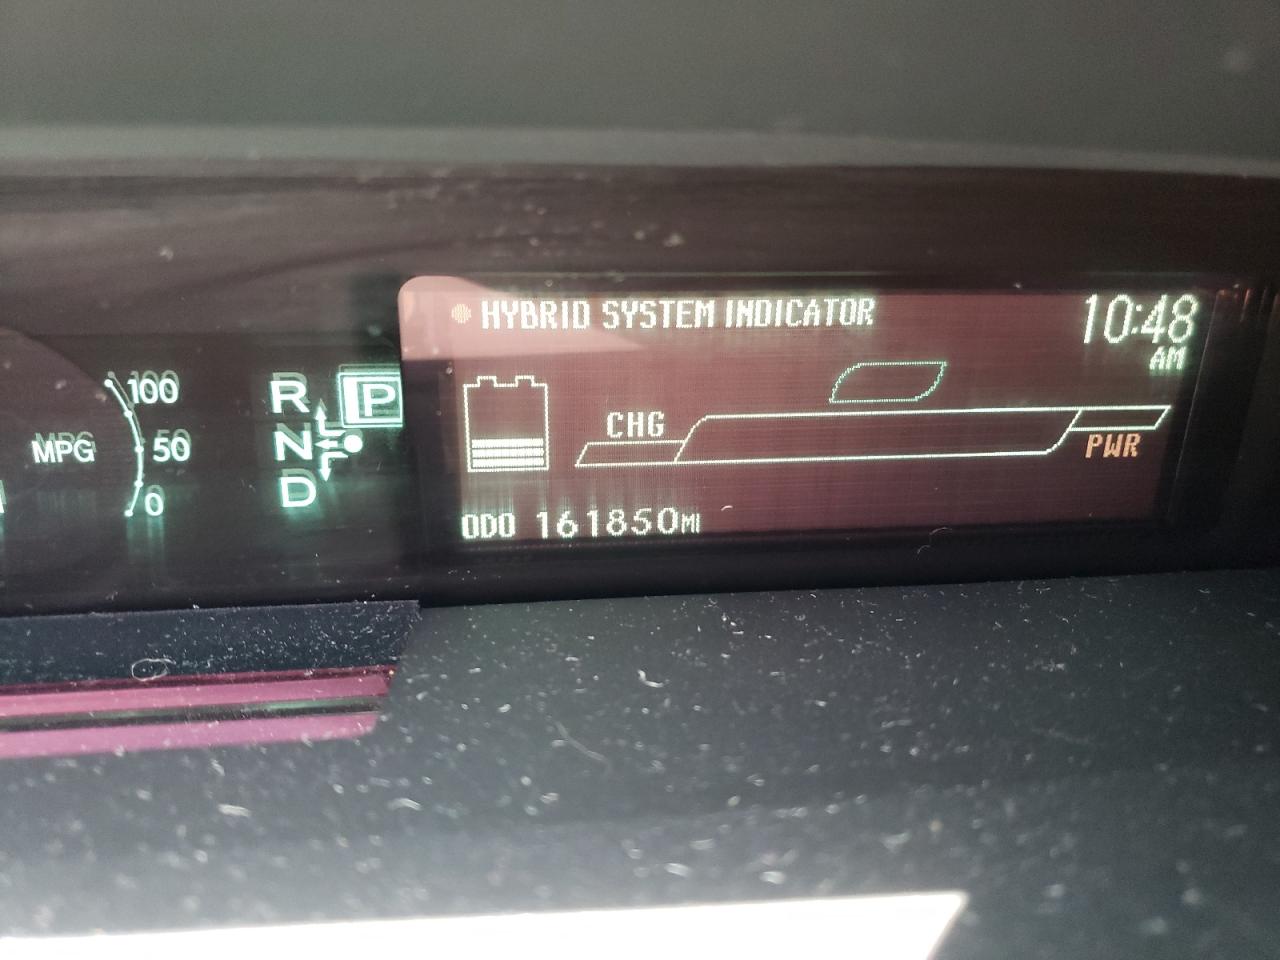 HYBRID SYSTEM INDICATOR
10:48
AM
100
MPG 50
0
R P
N
D
CHG
PWR
ODO 161850MI